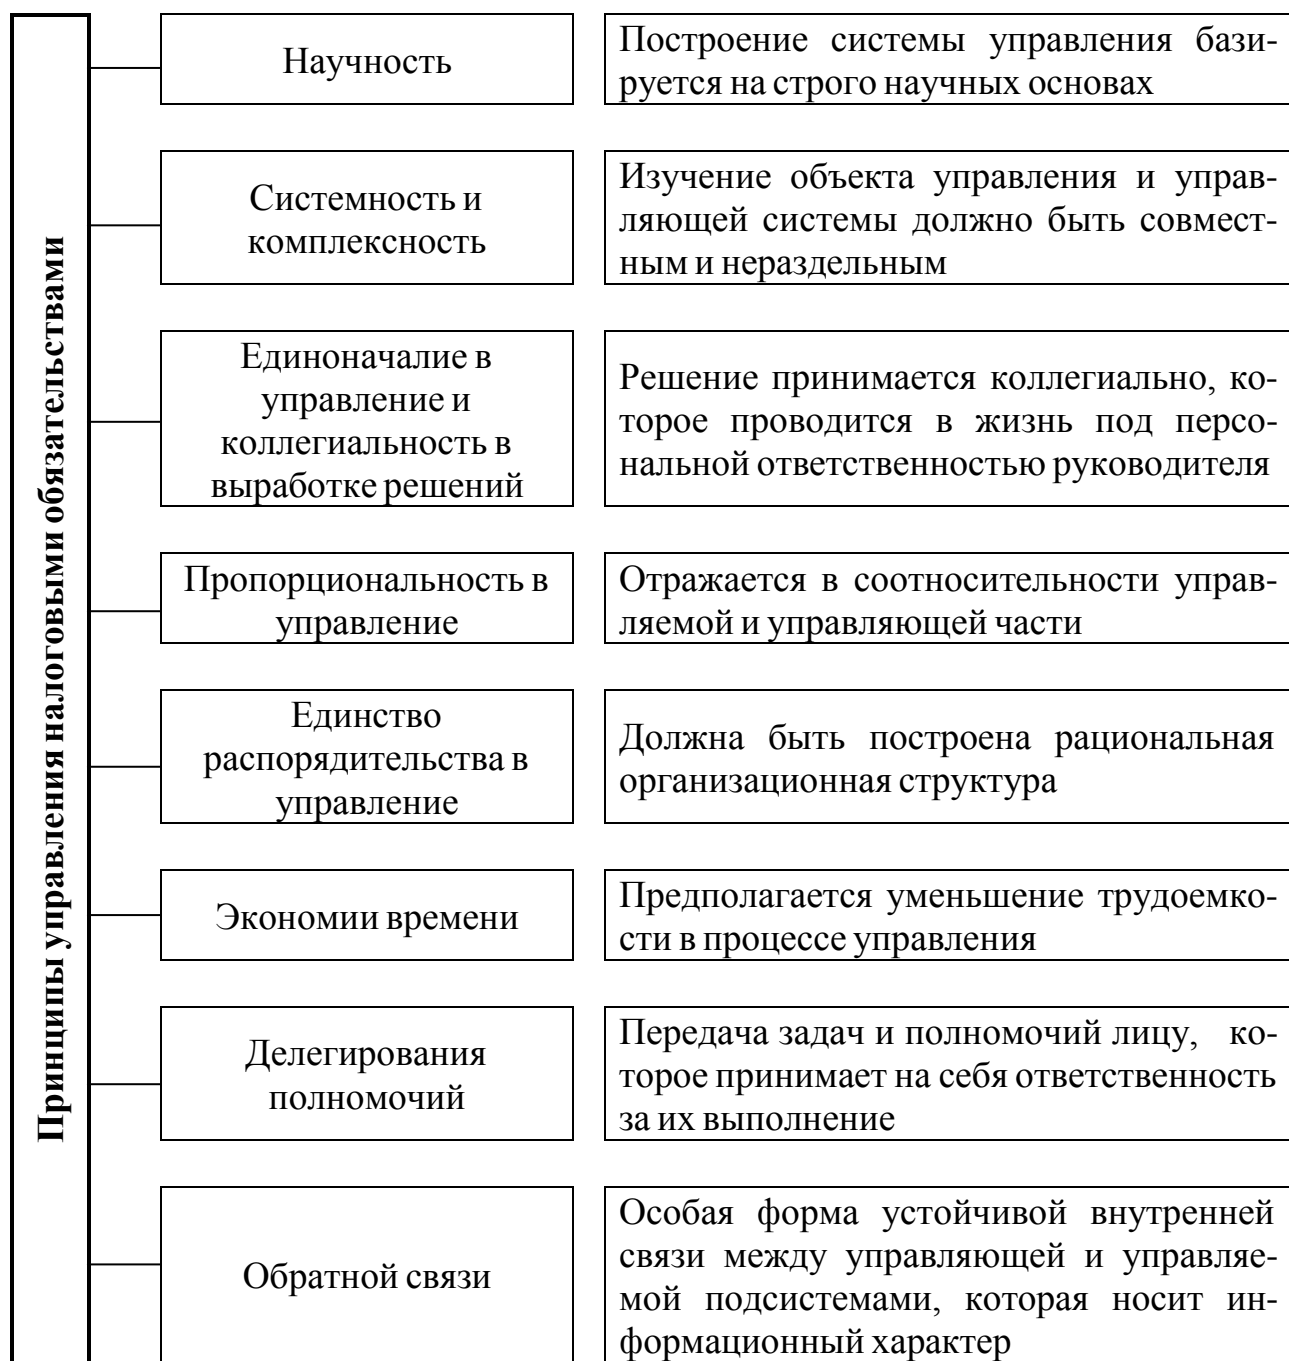 Принципы управления налоговыми обязательствами
Научность
Построение системы управления бази-
руется на строго научных основах
Системность и
комплексность
Изучение объекта управления и управ-
ляющей системы должно быть совмест-
ным и нераздельным
Единоначалие в
управление и
коллегиальность в
выработке решений
Решение принимается коллегиально, ко-
торое проводится в жизнь под персо-
нальной ответственностью руководителя
Пропорциональность в
управление
Отражается в соотносительности управ-
ляемой и управляющей части
Единство
распорядительства в
управление
Должна быть построена рациональная
организационная структура
Экономии времени
Предполагается уменьшение трудоемко-
сти в процессе управления
Делегирования
полномочий
Передача задач и полномочий лицу, ко-
торое принимает на себя ответственность
за их выполнение
Обратной связи
Особая форма устойчивой внутренней
связи между управляющей и управляе-
мой подсистемами, которая носит ин-
формационный характер